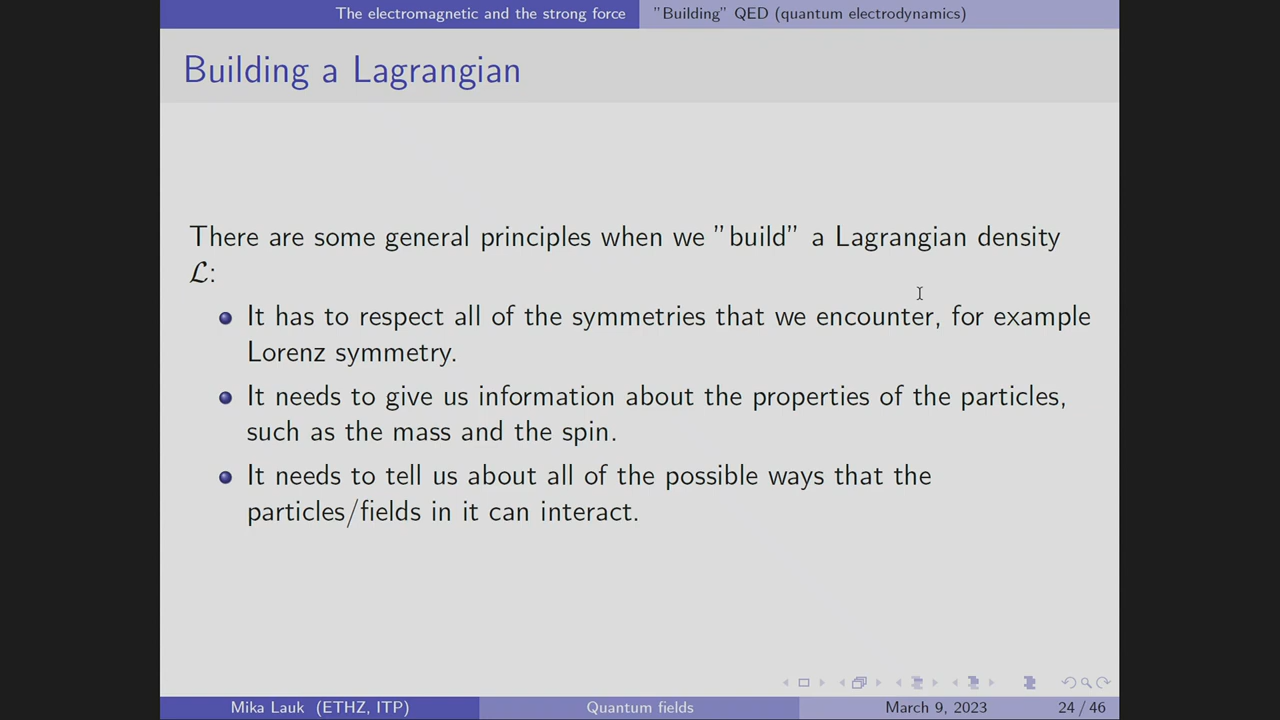 The electromagnetic and the strong force
"Building" QED (quantum electrodynamics)
Building a Lagrangian
There are some general principles when we "build" a Lagrangian density
ℒ:
It has to respect all of the symmetries that we encounter, for example
Lorenz symmetry.
It needs to give us information about the properties of the particles,
such as the mass and the spin.
It needs to tell us about all of the possible ways that the
particles/fields in it can interact.
Mika Lauk (ETHZ, ITP)
Quantum fields
March 9, 2023
24 / 46